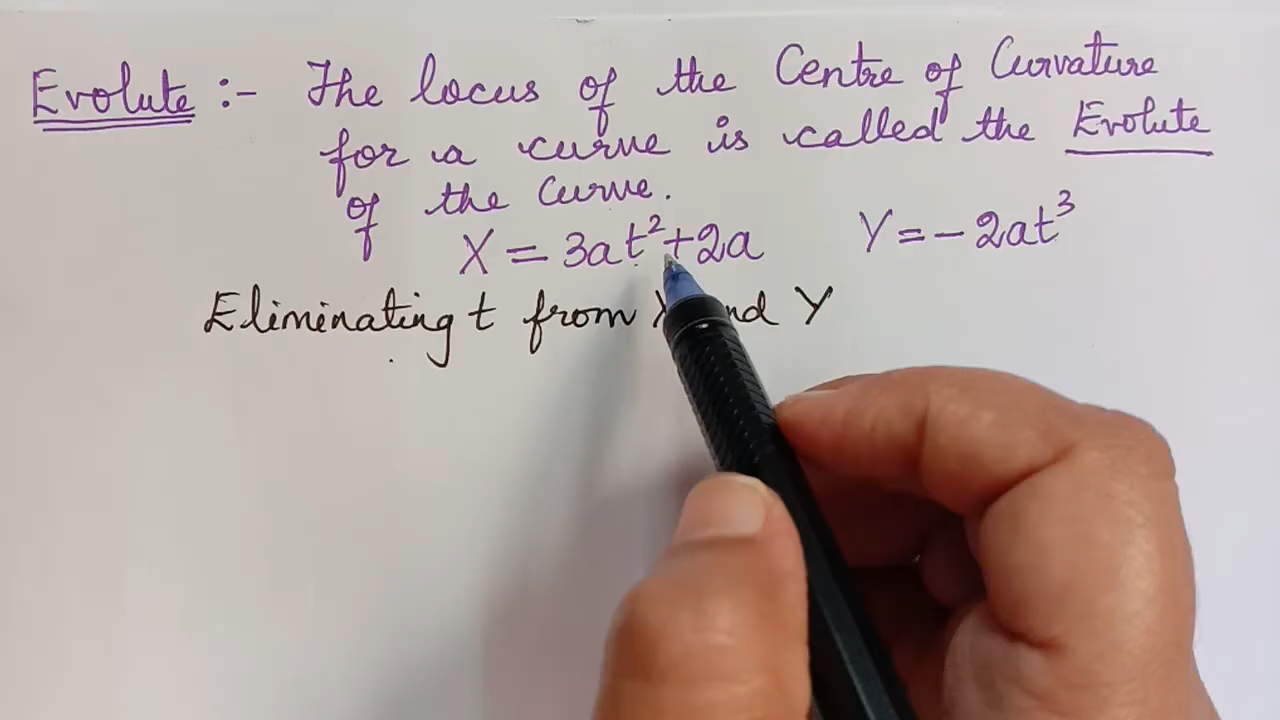 Evolute :- The locus of the Centre of Curvature
for a curve is called the Evolute
of the Curve.
X = 3at²+2a Y = -2at³
Eliminating t from and Y